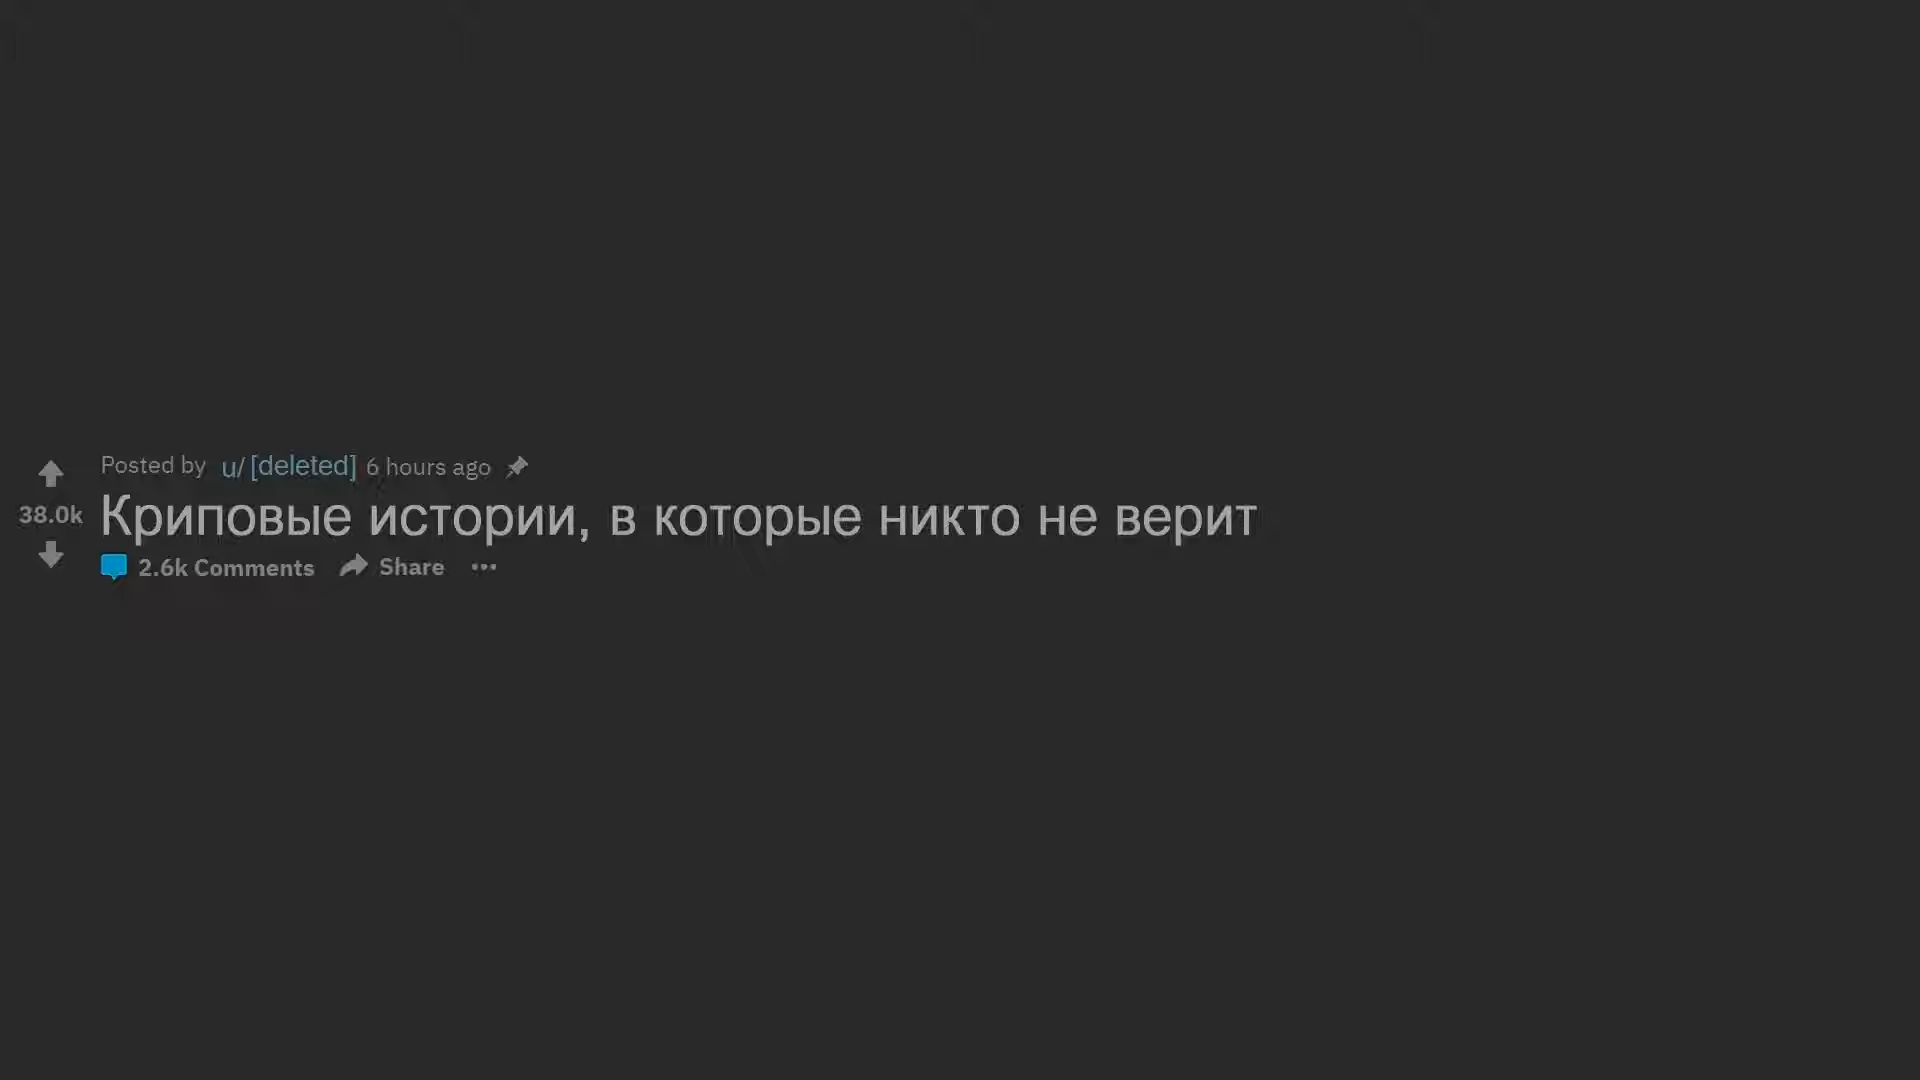 Posted by u/ [deleted] 6 hours ago
38.0k Криповые истории, в которые никто не верит
2.6k Comments Share ...